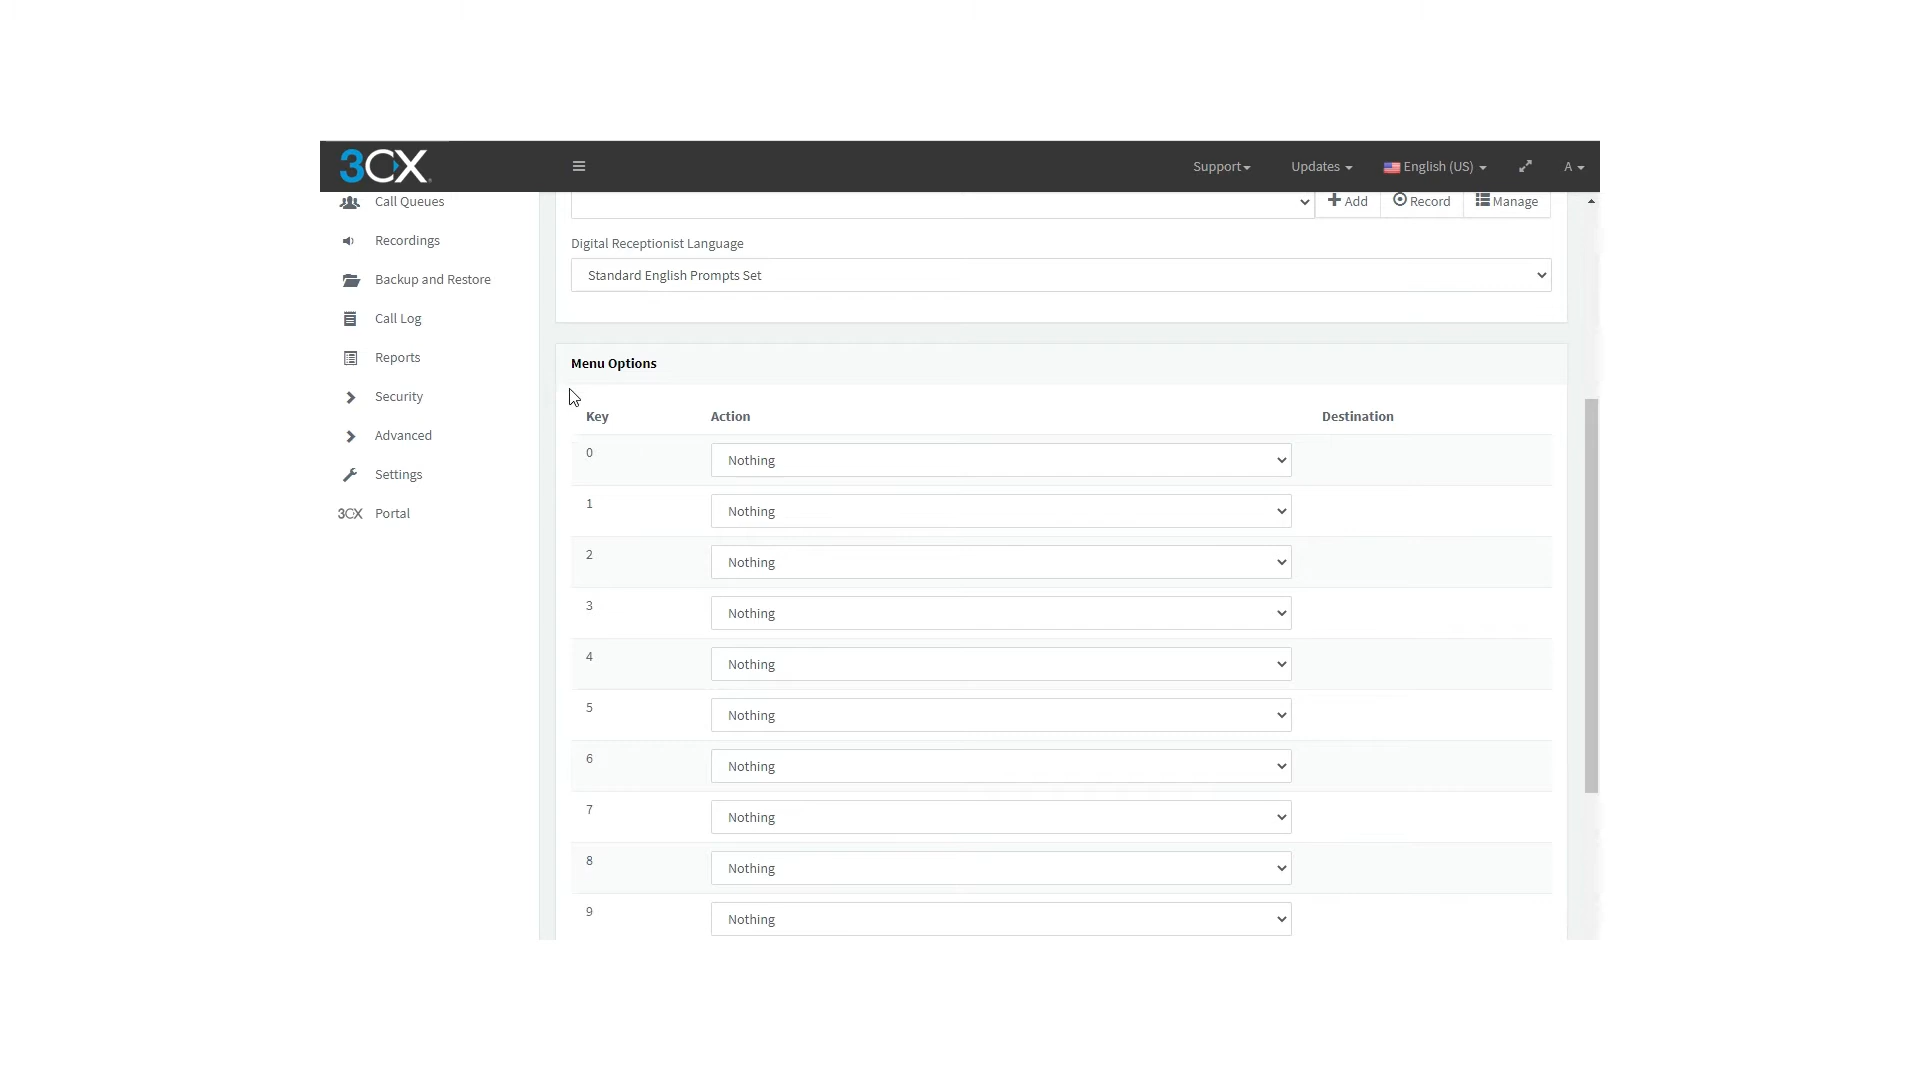 3CX
Support
Updates
English (US)
A
Call Queues
Recordings
Backup and Restore
Call Log
Reports
Security
Advanced
Settings
3CX Portal
Add
Record
Manage
Digital Receptionist Language
Standard English Prompts Set
Menu Options
Key Action Destination
0 Nothing
1 Nothing
2 Nothing
3 Nothing
4 Nothing
5 Nothing
6 Nothing
7 Nothing
8 Nothing
9 Nothing